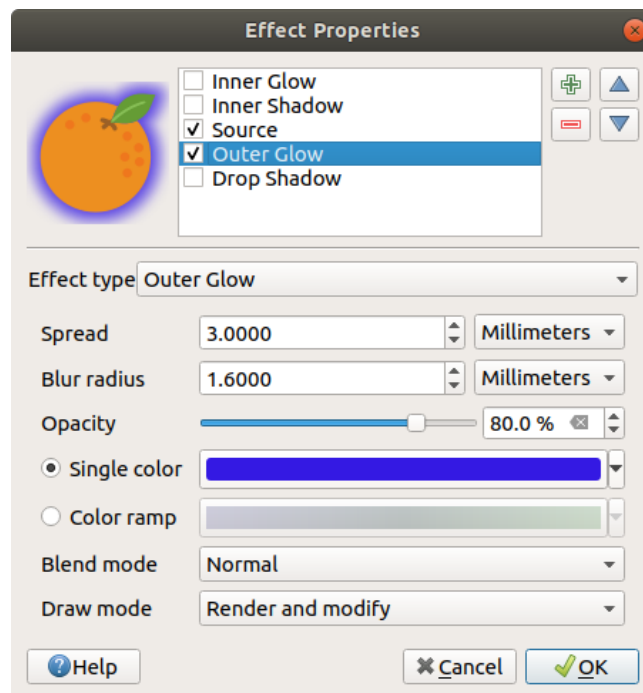 Effect Properties
Inner Glow
Inner Shadow
Source
Outer Glow
Drop Shadow
Effect type Outer Glow
Spread 3.0000 Millimeters
Blur radius 1.6000 Millimeters
Opacity 80.0 %
Single color
Color ramp
Blend mode Normal
Draw mode Render and modify
Help Cancel OK